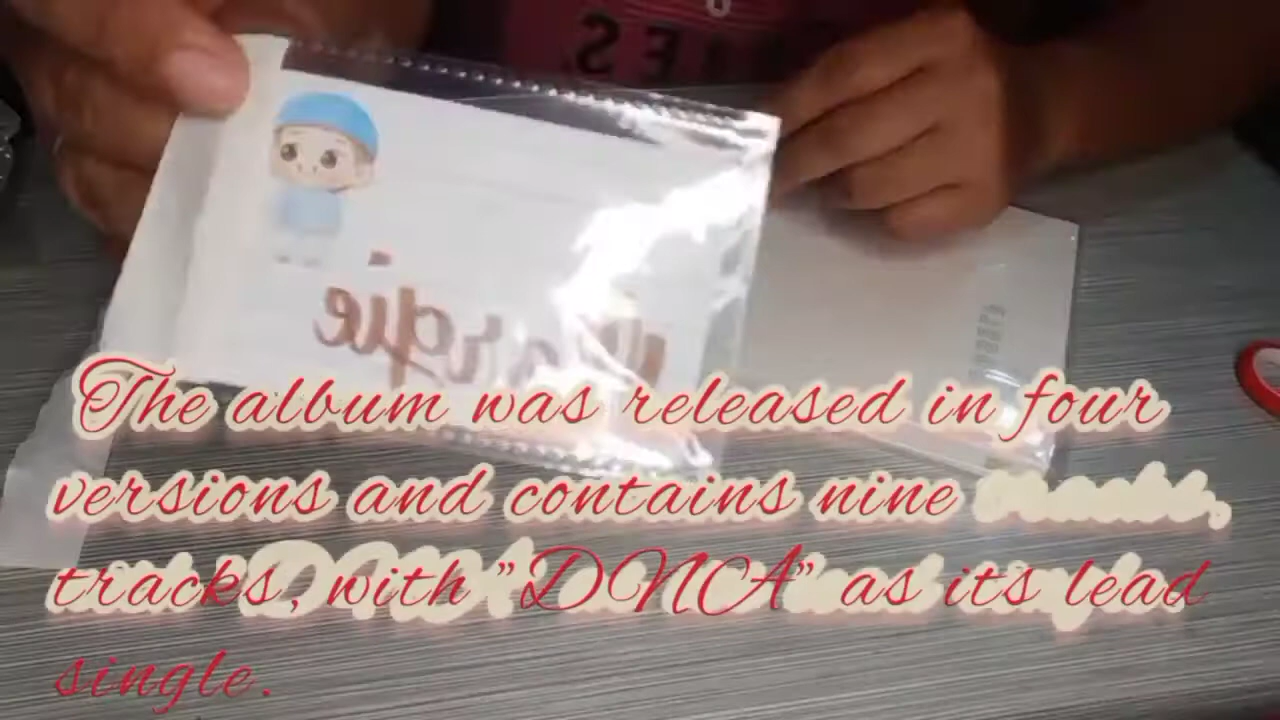 The album was released in four
versions and contains nine
tracks, with "DNA" as its lead
single.